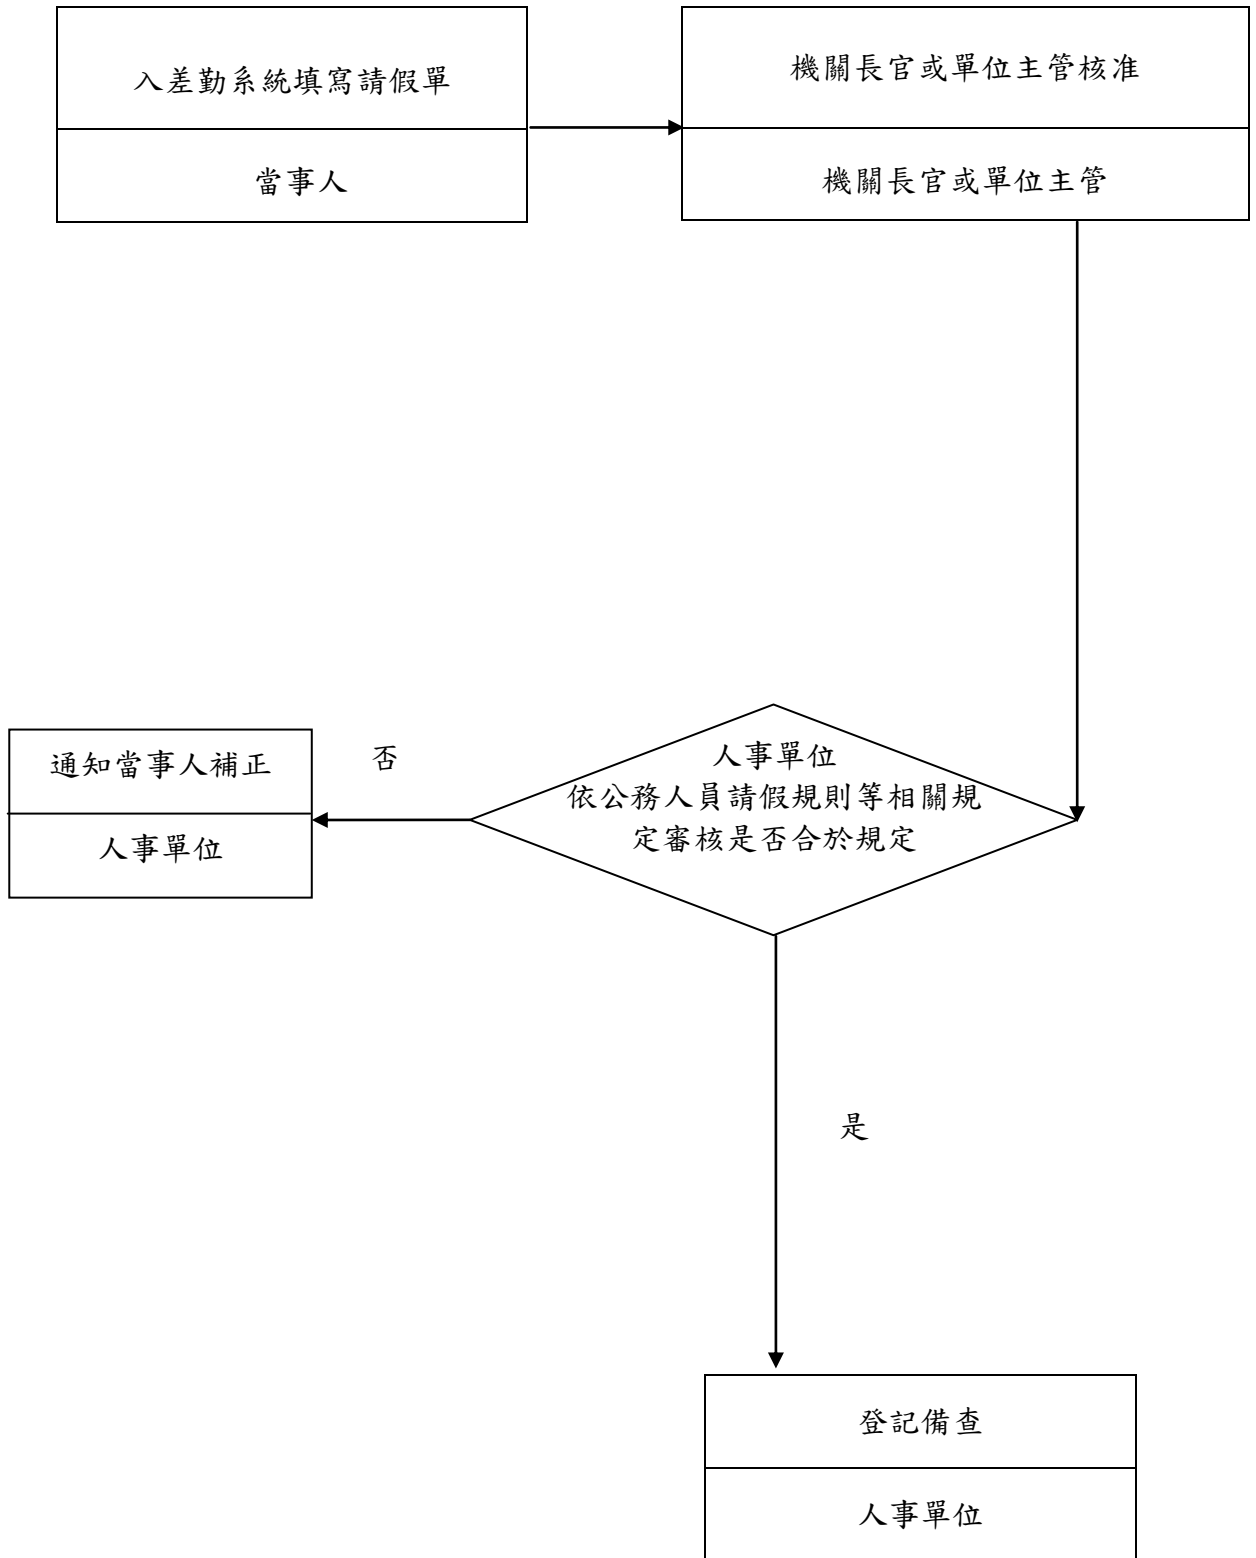 入差勤系統填寫請假單
當事人
機關長官或單位主管核准
機關長官或單位主管
人事單位
依公務人員請假規則等相關規
定審核是否合於規定
否
通知當事人補正
人事單位
是
登記備查
人事單位